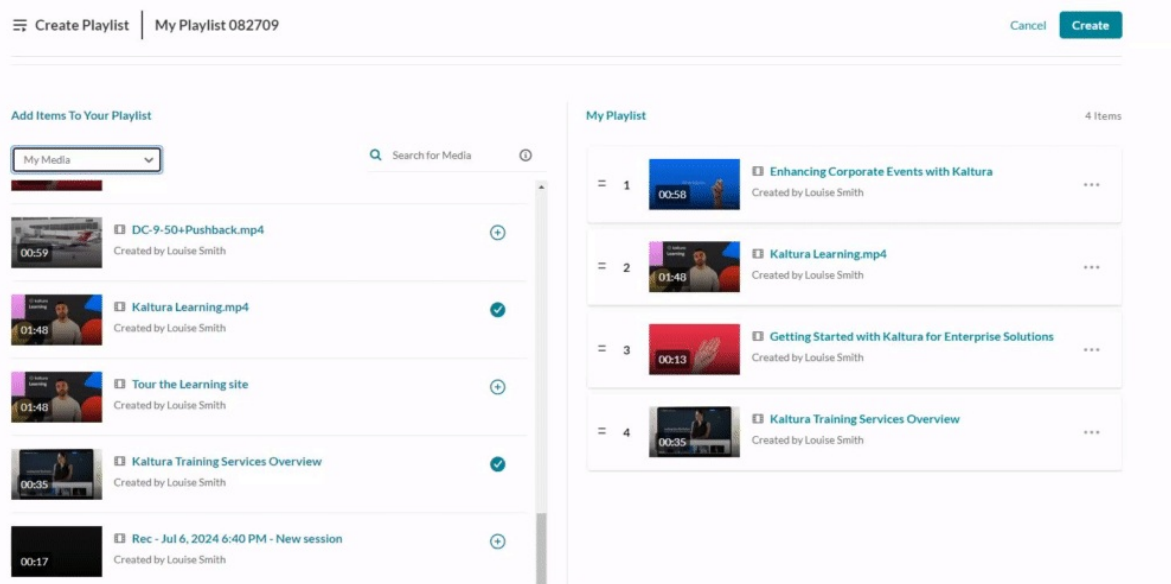 Create Playlist
My Playlist 082709
Cancel
Create
Add Items To Your Playlist
My Media
Search for Media
00:59
DC-9-50+Pushback.mp4
Created by Louise Smith
01:48
Kaltura Learning.mp4
Created by Louise Smith
01:48
Tour the Learning site
Created by Louise Smith
00:35
Kaltura Training Services Overview
Created by Louise Smith
00:17
Rec - Jul 6, 2024 6:40 PM - New session
Created by Louise Smith
My Playlist
4 Items
1
00:58
Enhancing Corporate Events with Kaltura
Created by Louise Smith
2
01:48
Kaltura Learning.mp4
Created by Louise Smith
3
00:13
Getting Started with Kaltura for Enterprise Solutions
Created by Louise Smith
4
00:35
Kaltura Training Services Overview
Created by Louise Smith